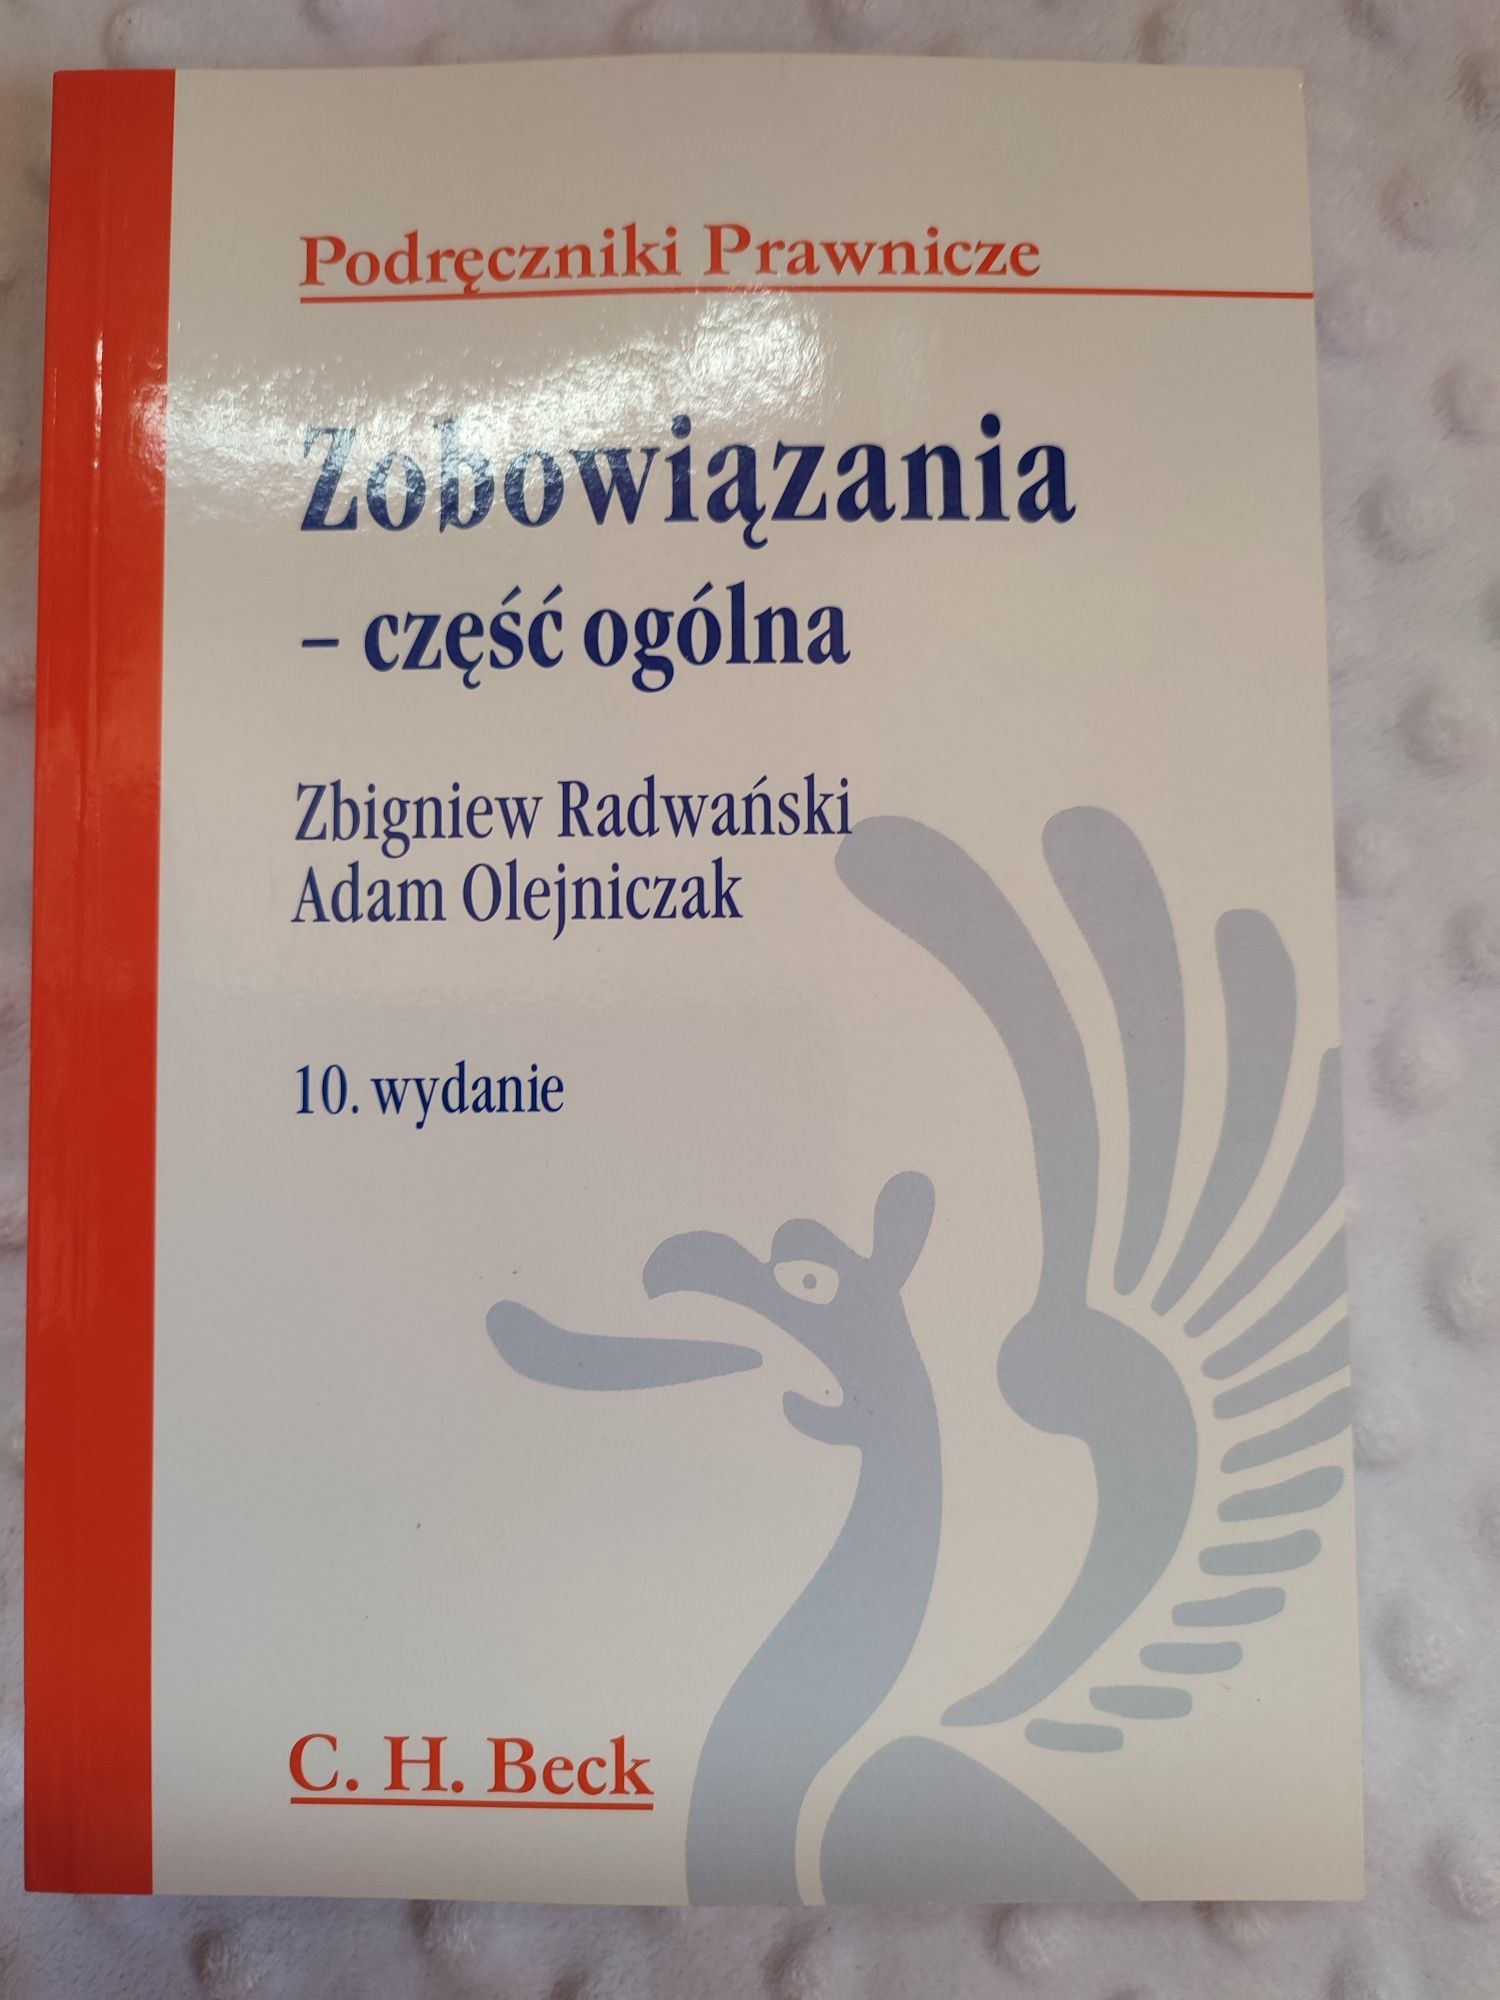 Podręczniki Prawnicze
Zobowiązania
– część ogólna
Zbigniew Radwański
Adam Olejniczak
10. wydanie
C. H. Beck